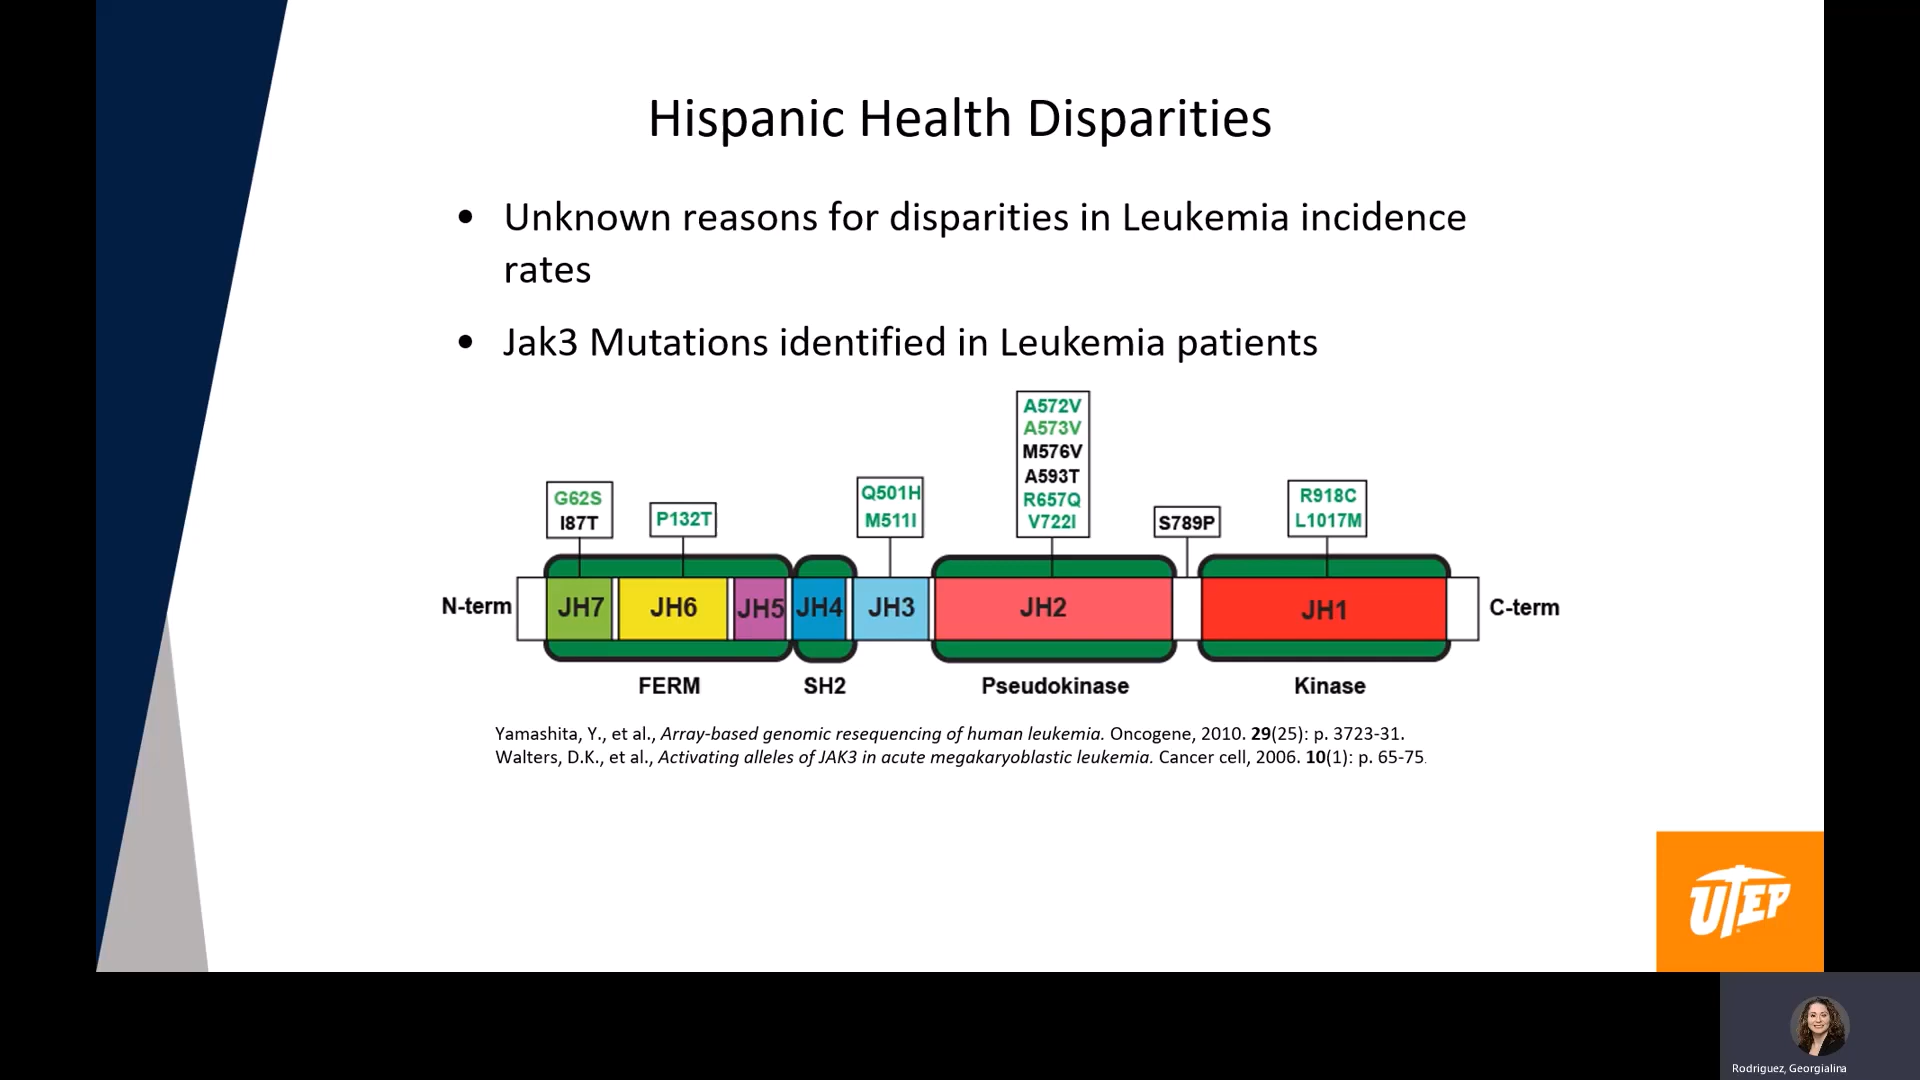 Hispanic Health Disparities
• Unknown reasons for disparities in Leukemia incidence
rates
• Jak3 Mutations identified in Leukemia patients
A572V
A573V
M576V
A593T
R657Q
V722I
G62S
I87T
P132T
Q501H
M511I
S789P
R918C
L1017M
N-term JH7 JH6 JH5 JH4 JH3 JH2 JH1 C-term
FERM SH2 Pseudokinase Kinase
Yamashita, Y., et al., Array-based genomic resequencing of human leukemia. Oncogene, 2010. 29(25): p. 3723-31.
Walters, D.K., et al., Activating alleles of JAK3 in acute megakaryoblastic leukemia. Cancer cell, 2006. 10(1): p. 65-75.
UTEP
Rodriguez, Georgialina